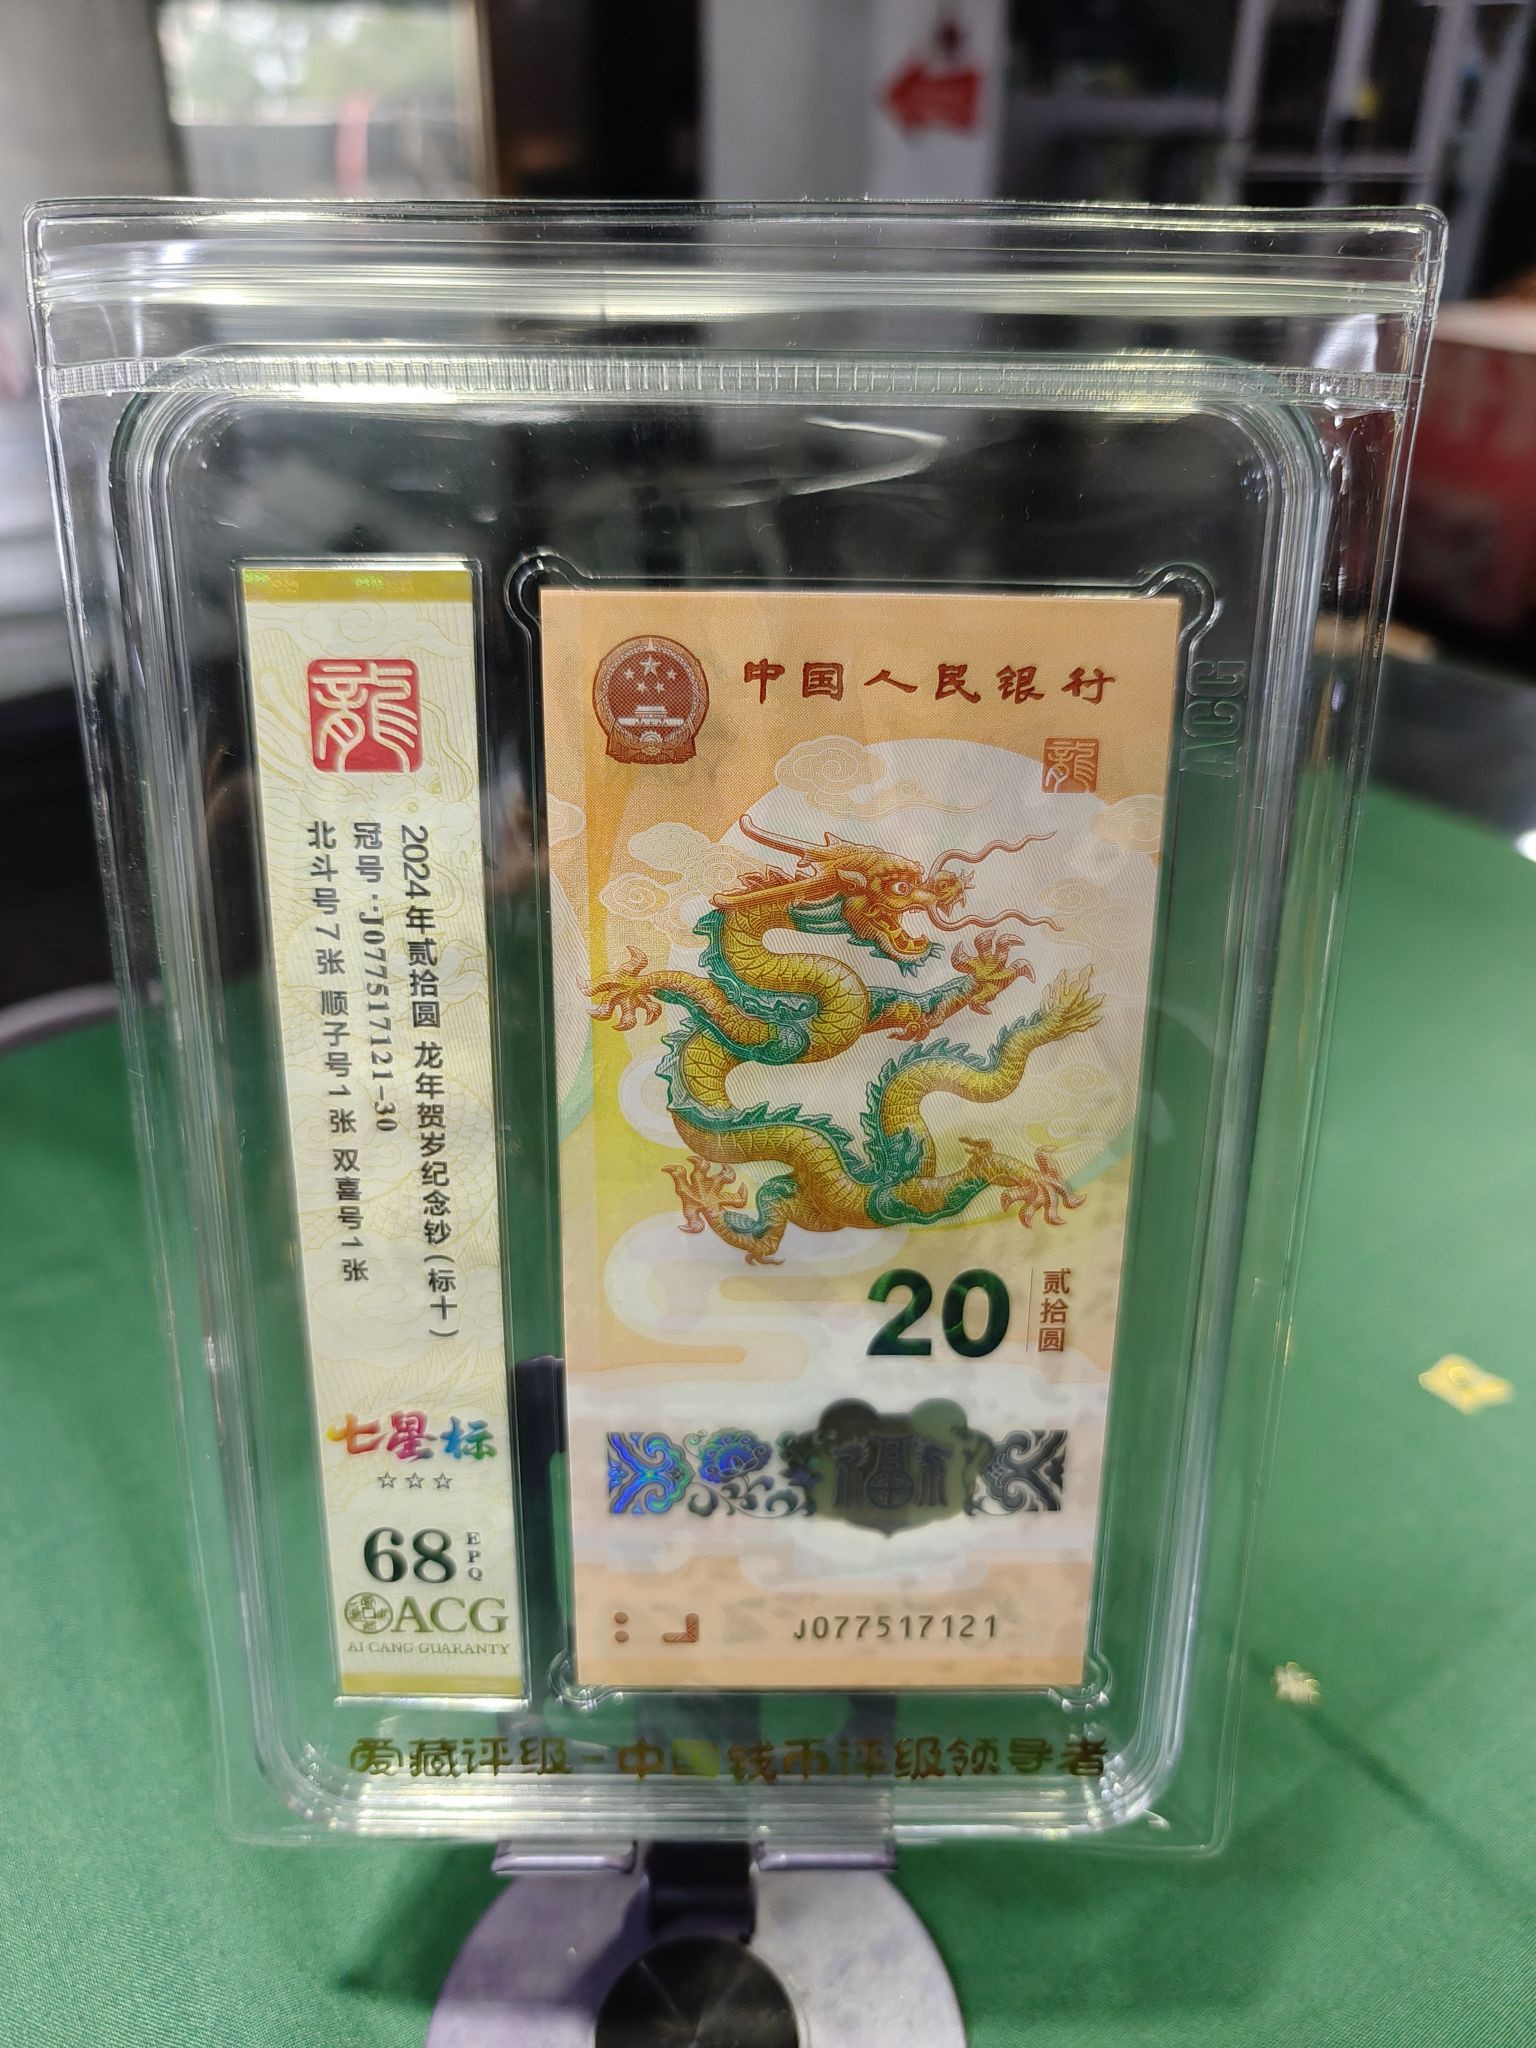 龍
2024年贰拾圆 龙年贺岁纪念钞(标十)
冠号:J077517121-30
北斗号7张 顺子号1张 双喜号1张
七星标
☆☆☆
68 EPQ
ACG
AI CANG GUARANTY
中国人民银行
龍
20 贰拾圆
福
J077517121
ACG
爱藏评级-中国钱币评级领导者